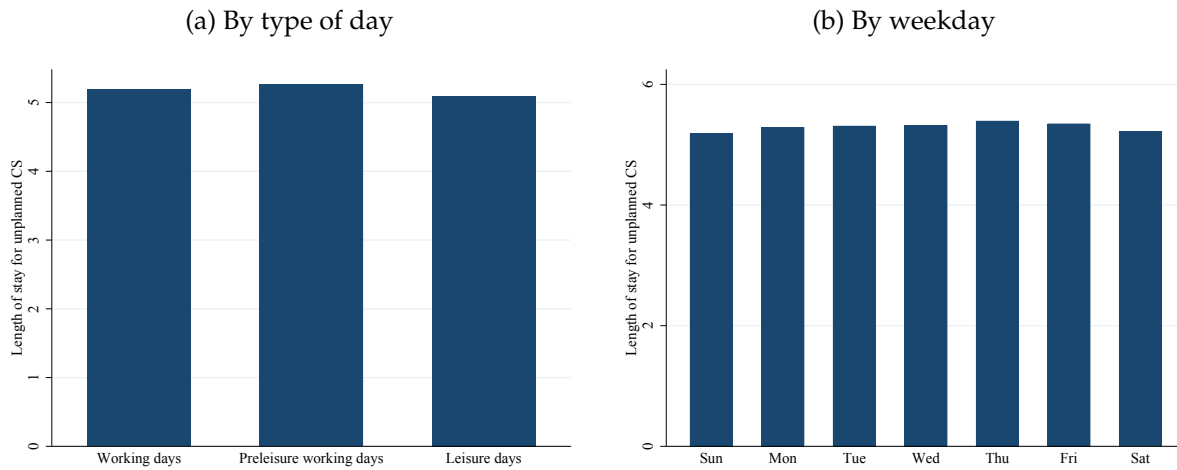 (a) By type of day
Length of stay for unplanned CS
5
4
3
2
1
0
Working days Preleisure working days Leisure days
(b) By weekday
Length of stay for unplanned CS
6
4
2
0
Sun Mon Tue Wed Thu Fri Sat